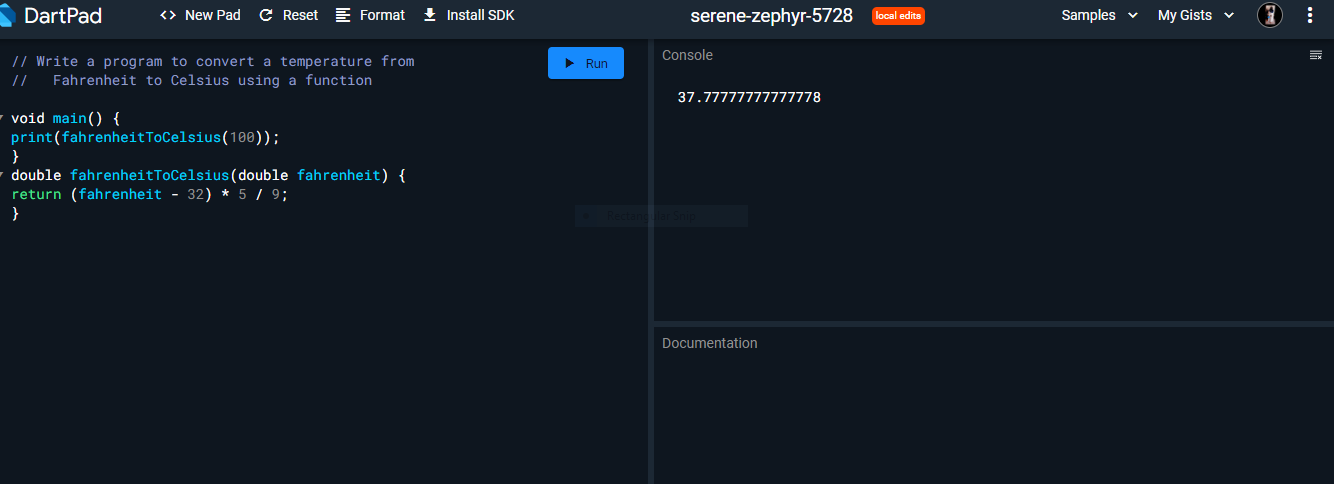 DartPad
New Pad
Reset
Format
Install SDK
serene-zephyr-5728
local edits
Samples
My Gists
// Write a program to convert a temperature from
//   Fahrenheit to Celsius using a function
void main() {
print(fahrenheitToCelsius(100));
}
double fahrenheitToCelsius(double fahrenheit) {
return (fahrenheit - 32) * 5 / 9;
}
Run
Console
37.77777777777778
Documentation